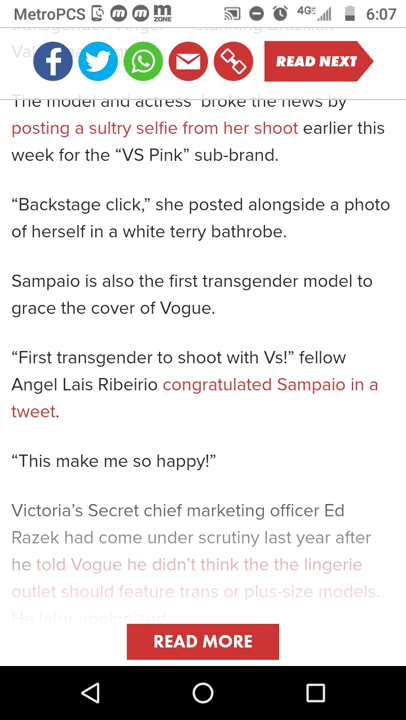 MetroPCS 4G 6:07
ZONE
READ NEXT
The model and actress broke the news by
posting a sultry selfie from her shoot earlier this
week for the “VS Pink” sub-brand.
“Backstage click,” she posted alongside a photo
of herself in a white terry bathrobe.
Sampaio is also the first transgender model to
grace the cover of Vogue.
“First transgender to shoot with Vs!” fellow
Angel Lais Ribeirio congratulated Sampaio in a
tweet.
“This make me so happy!”
Victoria’s Secret chief marketing officer Ed
Razek had come under scrutiny last year after
he told Vogue he didn’t think the the lingerie
outlet should feature trans or plus-size models.
He later apologized
READ MORE